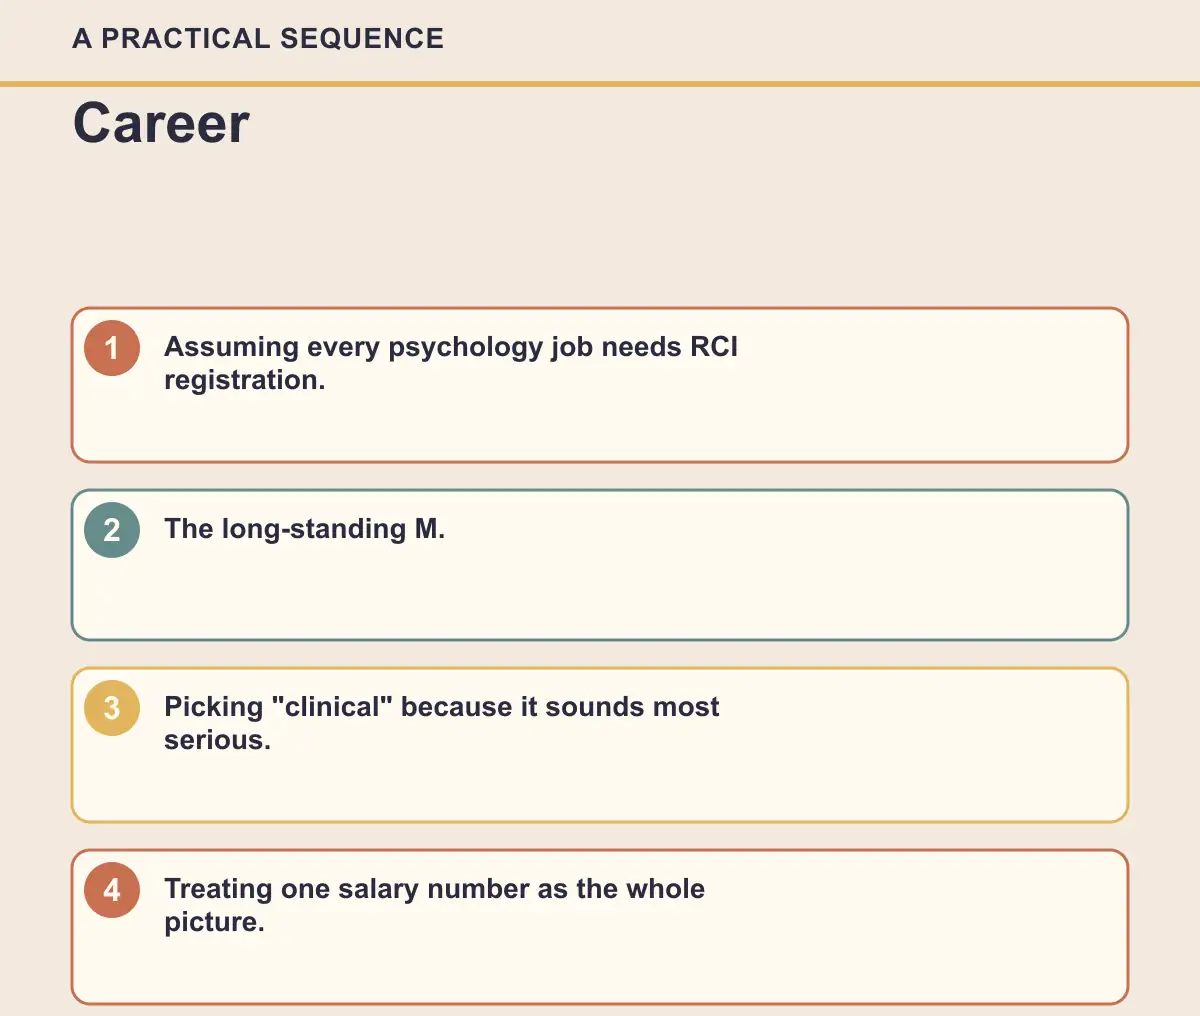 A PRACTICAL SEQUENCE
Career
1
Assuming every psychology job needs RCI
registration.
2
The long-standing M.
3
Picking "clinical" because it sounds most
serious.
4
Treating one salary number as the whole
picture.